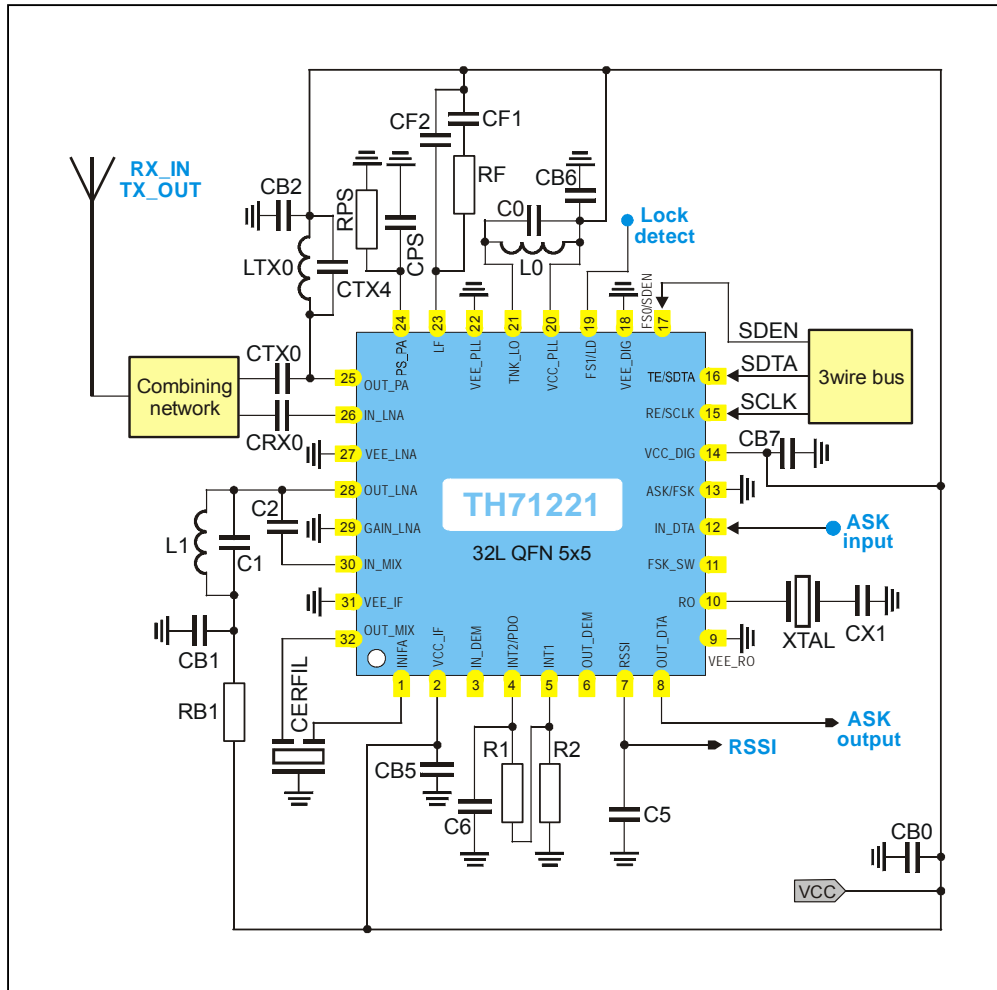 RX_IN
TX_OUT
CB2
LTX0
CTX4
RPS
CPS
CF2
CF1
RF
CB6
C0
L0
Lock
detect
24
23
22
21
20
19
18
17
PS_PA
LF
VEE_PLL
TNK_LO
VCC_PLL
FS1/LD
VEE_DIG
FS0/SDEN
SDEN
SDTA
SCLK
3wire bus
Combining
network
CTX0
CRX0
25
OUT_PA
26
IN_LNA
27
VEE_LNA
28
OUT_LNA
29
GAIN_LNA
30
IN_MIX
31
VEE_IF
32
OUT_MIX
TE/SDTA
16
RE/SCLK
15
VCC_DIG
14
CB7
ASK/FSK
13
IN_DTA
12
ASK
input
FSK_SW
11
RO
10
XTAL
CX1
9
VEE_RO
TH71221
32L QFN 5x5
L1
C1
C2
CB1
RB1
CERFIL
INIFA
VCC_IF
IN_DEM
INT2/PDO
INT1
OUT_DEM
RSSI
OUT_DTA
1
2
3
4
5
6
7
8
CB5
C6
R1
R2
C5
RSSI
ASK
output
CB0
VCC